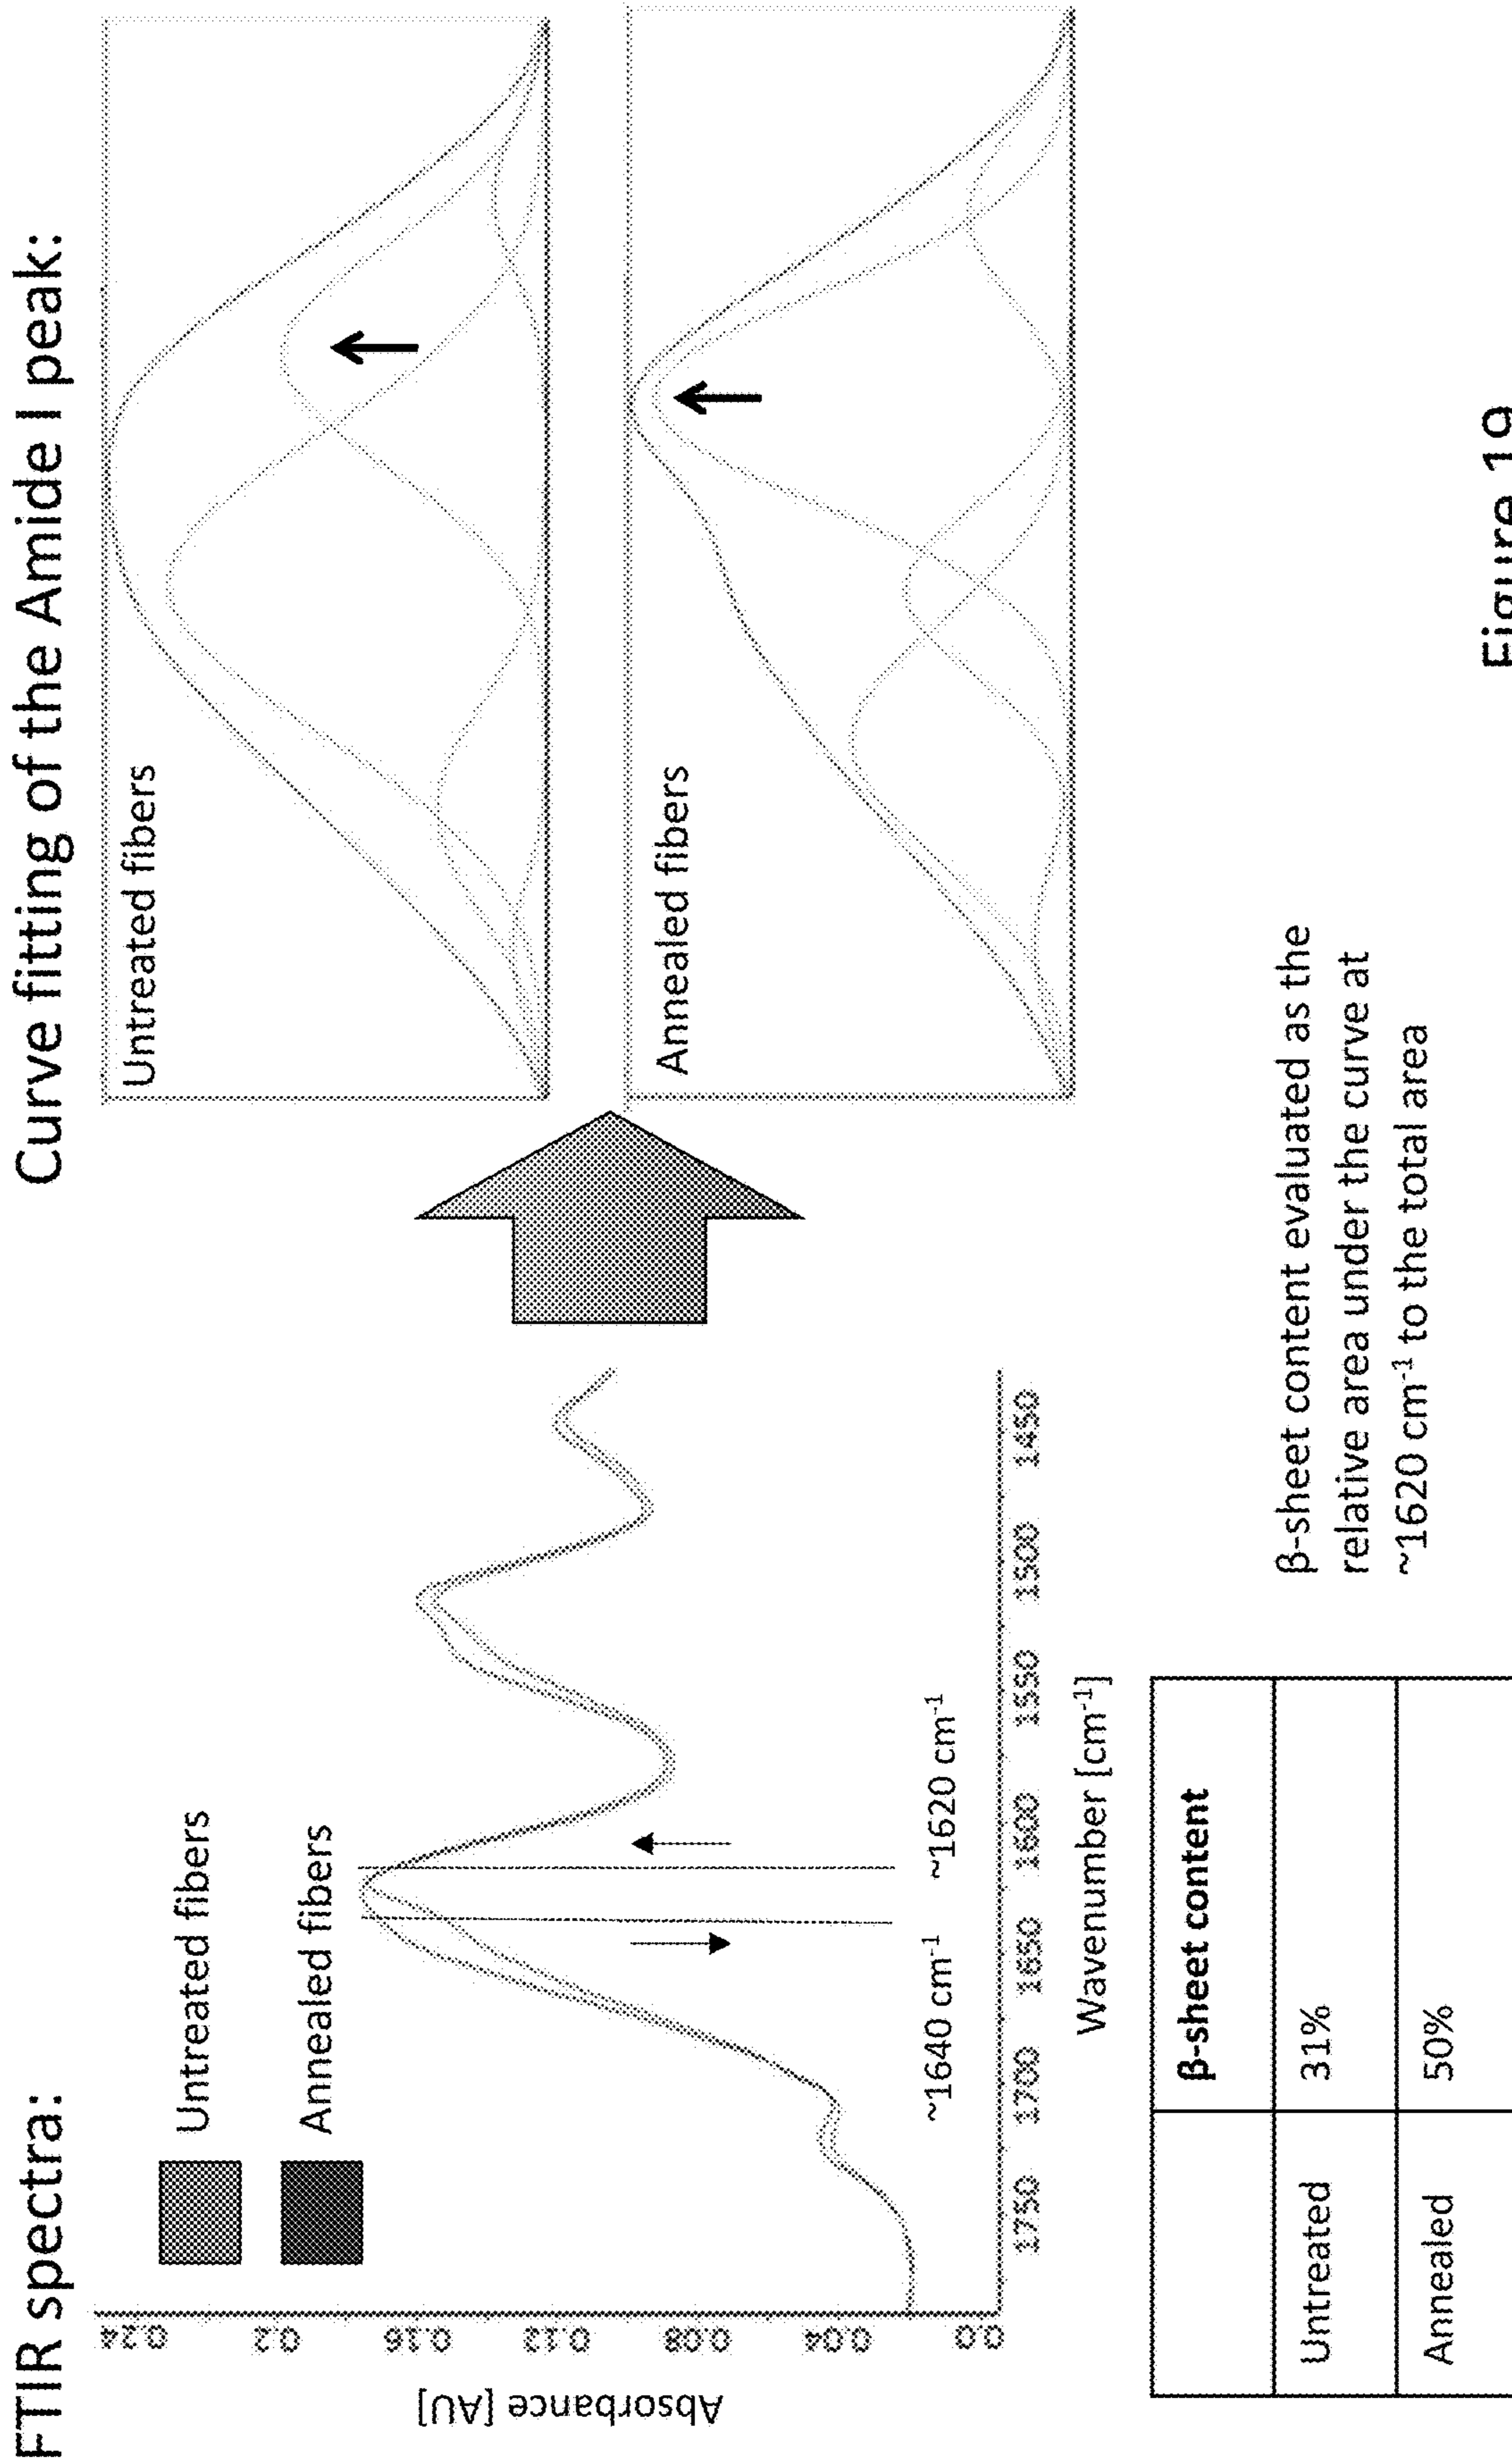 FTIR spectra:
Untreated fibers
Annealed fibers
Absorbance [AU]
0.24
0.2
0.16
0.12
0.08
0.04
0.0
~1640 cm⁻¹
~1620 cm⁻¹
1750
1700
1650
1600
1550
1500
1450
Wavenumber [cm⁻¹]
Curve fitting of the Amide I peak:
Untreated fibers
Annealed fibers
β-sheet content
Untreated 31%
Annealed 50%
β-sheet content evaluated as the
relative area under the curve at
~1620 cm⁻¹ to the total area
Figure 19